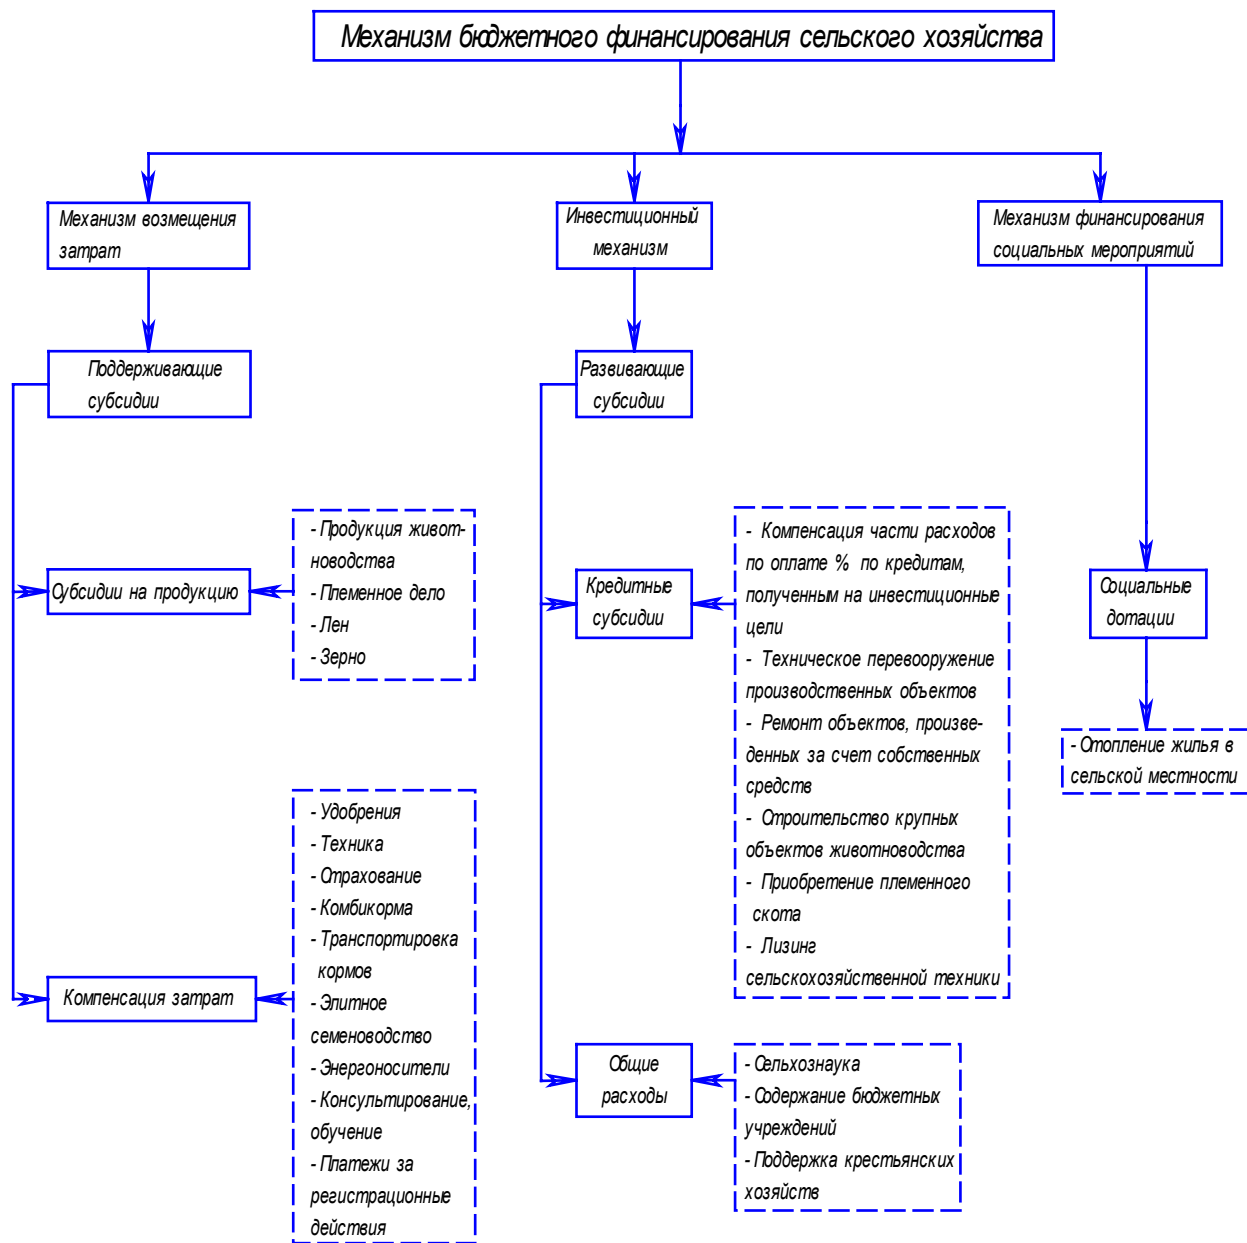 Механизм бюджетного финансирования сельского хозяйства
Механизм возмещения
затрат
Инвестиционный
механизм
Механизм финансирования
социальных мероприятий
Поддерживающие
субсидии
Развивающие
субсидии
Субсидии на продукцию
- Продукция живот-
новодства
- Племенное дело
- Лен
- Зерно
Кредитные
субсидии
- Компенсация части расходов
по оплате % по кредитам,
полученным на инвестиционные
цели
- Техническое перевооружение
производственных объектов
- Ремонт объектов, произве-
денных за счет собственных
средств
- Строительство крупных
объектов животноводства
- Приобретение племенного
скота
- Лизинг
сельскохозяйственной техники
Социальные
дотации
- Отопление жилья в
сельской местности
Компенсация затрат
- Удобрения
- Техника
- Страхование
- Комбикорма
- Транспортировка
кормов
- Элитное
семеноводство
- Энергоносители
- Консультирование,
обучение
- Платежи за
регистрационные
действия
Общие
расходы
- Сельхознаука
- Содержание бюджетных
учреждений
- Поддержка крестьянских
хозяйств